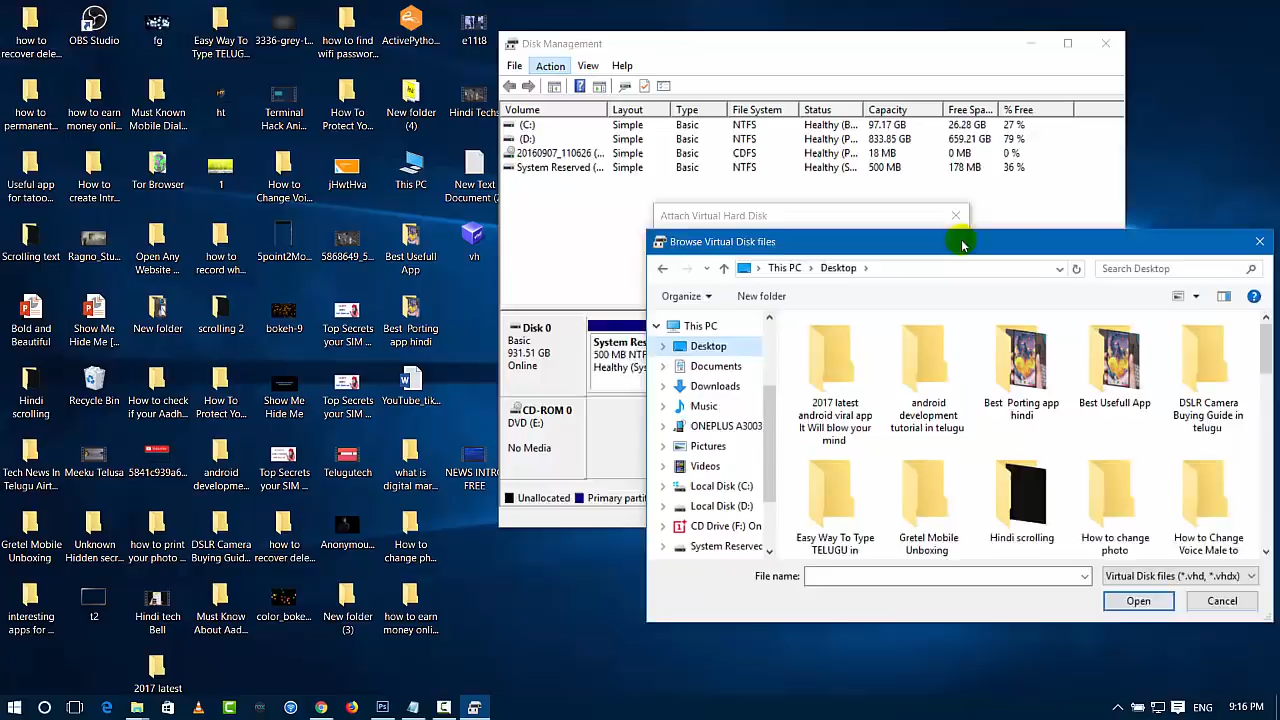 how to
recover dele...
OBS Studio
fg
Easy Way To
Type TELUG...
3336-grey-t...
how to find
wifi passwor...
ActivePytho...
e11t8
how to
permanent...
how to earn
money onli...
Must Known
Mobile Dial...
ht
Terminal
Hack Ani...
How To
Protect Yo...
New folder
(4)
Hindi Techs
Useful app
for tatoo...
How to
create Intr...
Tor Browser
1
How to
Change Voi...
jHwtHva
This PC
New Text
Document (2
Scrolling text
Open Any
Website ...
how to
record wh...
5print2Mo...
5868649_5...
Best Usefull
App
vh
Bold and
Beautiful
Show Me
Hide Me [...
New folder
scrolling 2
bokeh-9
Top Secrets
your SIM ...
Best Porting
app hindi
Hindi
scrolling
Recycle Bin
How to check
if your Aadh...
How To
Protect Yo...
Show Me
Hide Me
Top Secrets
your SIM ...
YouTube_tik...
Tech News In
Telugu Airt...
Meeku Telusa
5841c939a6...
android
developme...
Top Secrets
your SIM ...
Telugutech
what is
digital mar...
NEWS INTRO
FREE
Gretel Mobile
Unboxing
Unknown
Hidden secr...
how to print
your photo ...
DSLR Camera
Buying Guid...
how to
recover dele...
Anonymou...
How to
change pho...
interesting
apps for ...
t2
Hindi tech
Bell
Must Know
About Aad...
color_boke...
New folder
(3)
how to earn
money onli...
2017 latest
Disk Management
File Action View Help
Volume Layout Type File System Status Capacity Free Spa... % Free
(C:) Simple Basic NTFS Healthy (B... 97.17 GB 26.28 GB 27 %
(D:) Simple Basic NTFS Healthy (P... 833.85 GB 659.21 GB 79 %
20160907_110626 (... Simple Basic CDFS Healthy (P... 18 MB 0 MB 0 %
System Reserved (... Simple Basic NTFS Healthy (S... 500 MB 178 MB 36 %
Attach Virtual Hard Disk
Disk 0
Basic
931.51 GB
Online
System Res
500 MB NTF
Healthy (Sy
CD-ROM 0
DVD (E:)
No Media
Unallocated Primary parti
Browse Virtual Disk files
This PC Desktop
Search Desktop
Organize New folder
This PC
Desktop
Documents
Downloads
Music
ONEPLUS A3003
Pictures
Videos
Local Disk (C:)
Local Disk (D:)
CD Drive (F:) On
System Reserved
2017 latest
android viral app
It Will blow your
mind
android
development
tutorial in telugu
Best Porting app
hindi
Best Usefull App
DSLR Camera
Buying Guide in
telugu
Easy Way To Type
TELUGU in
Gretel Mobile
Unboxing
Hindi scrolling
How to change
photo
How to Change
Voice Male to
File name:
Virtual Disk files (*.vhd, *.vhdx)
Open Cancel
ENG 9:16 PM